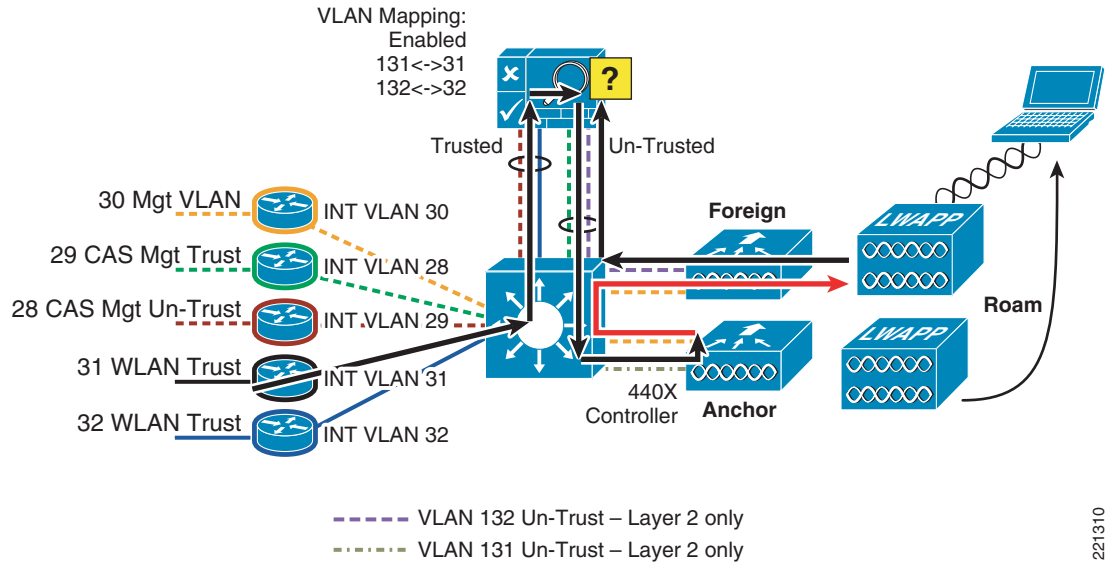 VLAN Mapping:
Enabled
131<->31
132<->32
?
Trusted
Un-Trusted
30 Mgt VLAN
INT VLAN 30
29 CAS Mgt Trust
INT VLAN 28
28 CAS Mgt Un-Trust
INT VLAN 29
31 WLAN Trust
INT VLAN 31
32 WLAN Trust
INT VLAN 32
Foreign
LWAPP
Roam
LWAPP
440X
Controller
Anchor
VLAN 132 Un-Trust – Layer 2 only
VLAN 131 Un-Trust – Layer 2 only
221310